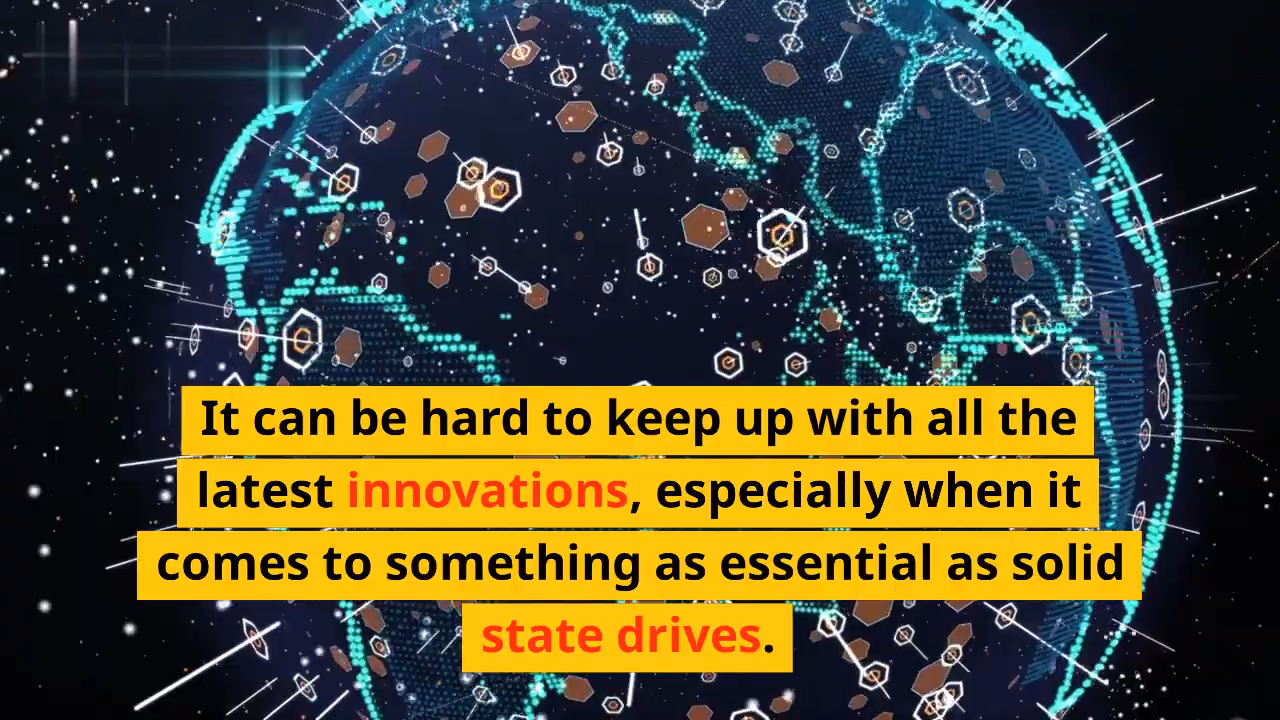 It can be hard to keep up with all the
latest innovations, especially when it
comes to something as essential as solid
state drives.